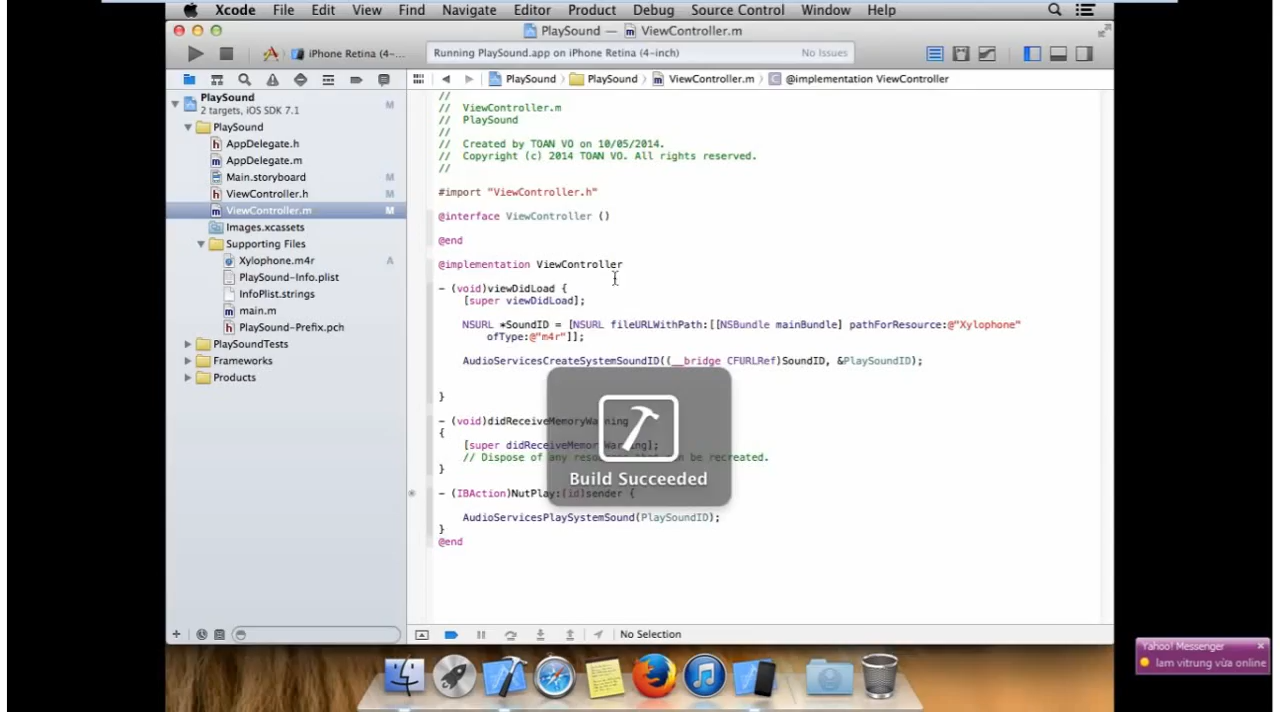 Xcode File Edit View Find Navigate Editor Product Debug Source Control Window Help
PlaySound — ViewController.m
iPhone Retina (4-... Running PlaySound.app on iPhone Retina (4-inch) No Issues
PlaySound PlaySound ViewController.m @implementation ViewController
PlaySound M
2 targets, iOS SDK 7.1
PlaySound
AppDelegate.h
AppDelegate.m
Main.storyboard M
ViewController.h M
ViewController.m M
Images.xcassets
Supporting Files
Xylophone.m4r A
PlaySound-Info.plist
InfoPlist.strings
main.m
PlaySound-Prefix.pch
PlaySoundTests
Frameworks
Products
//
// ViewController.m
// PlaySound
//
// Created by TOAN VO on 10/05/2014.
// Copyright (c) 2014 TOAN VO. All rights reserved.
//
#import "ViewController.h"
@interface ViewController ()
@end
@implementation ViewController
- (void)viewDidLoad {
[super viewDidLoad];
NSURL *SoundID = [NSURL fileURLWithPath:[[NSBundle mainBundle] pathForResource:@"Xylophone"
ofType:@"m4r"]];
AudioServicesCreateSystemSoundID((__bridge CFURLRef)SoundID, &PlaySoundID);
}
- (void)didReceiveMemoryWarning
{
[super didReceiveMemoryWarning];
// Dispose of any resources that can be recreated.
}
- (IBAction)NutPlay:(id)sender {
AudioServicesPlaySystemSound(PlaySoundID);
}
@end
Build Succeeded
No Selection
Yahoo! Messenger
lam vitrung vừa online